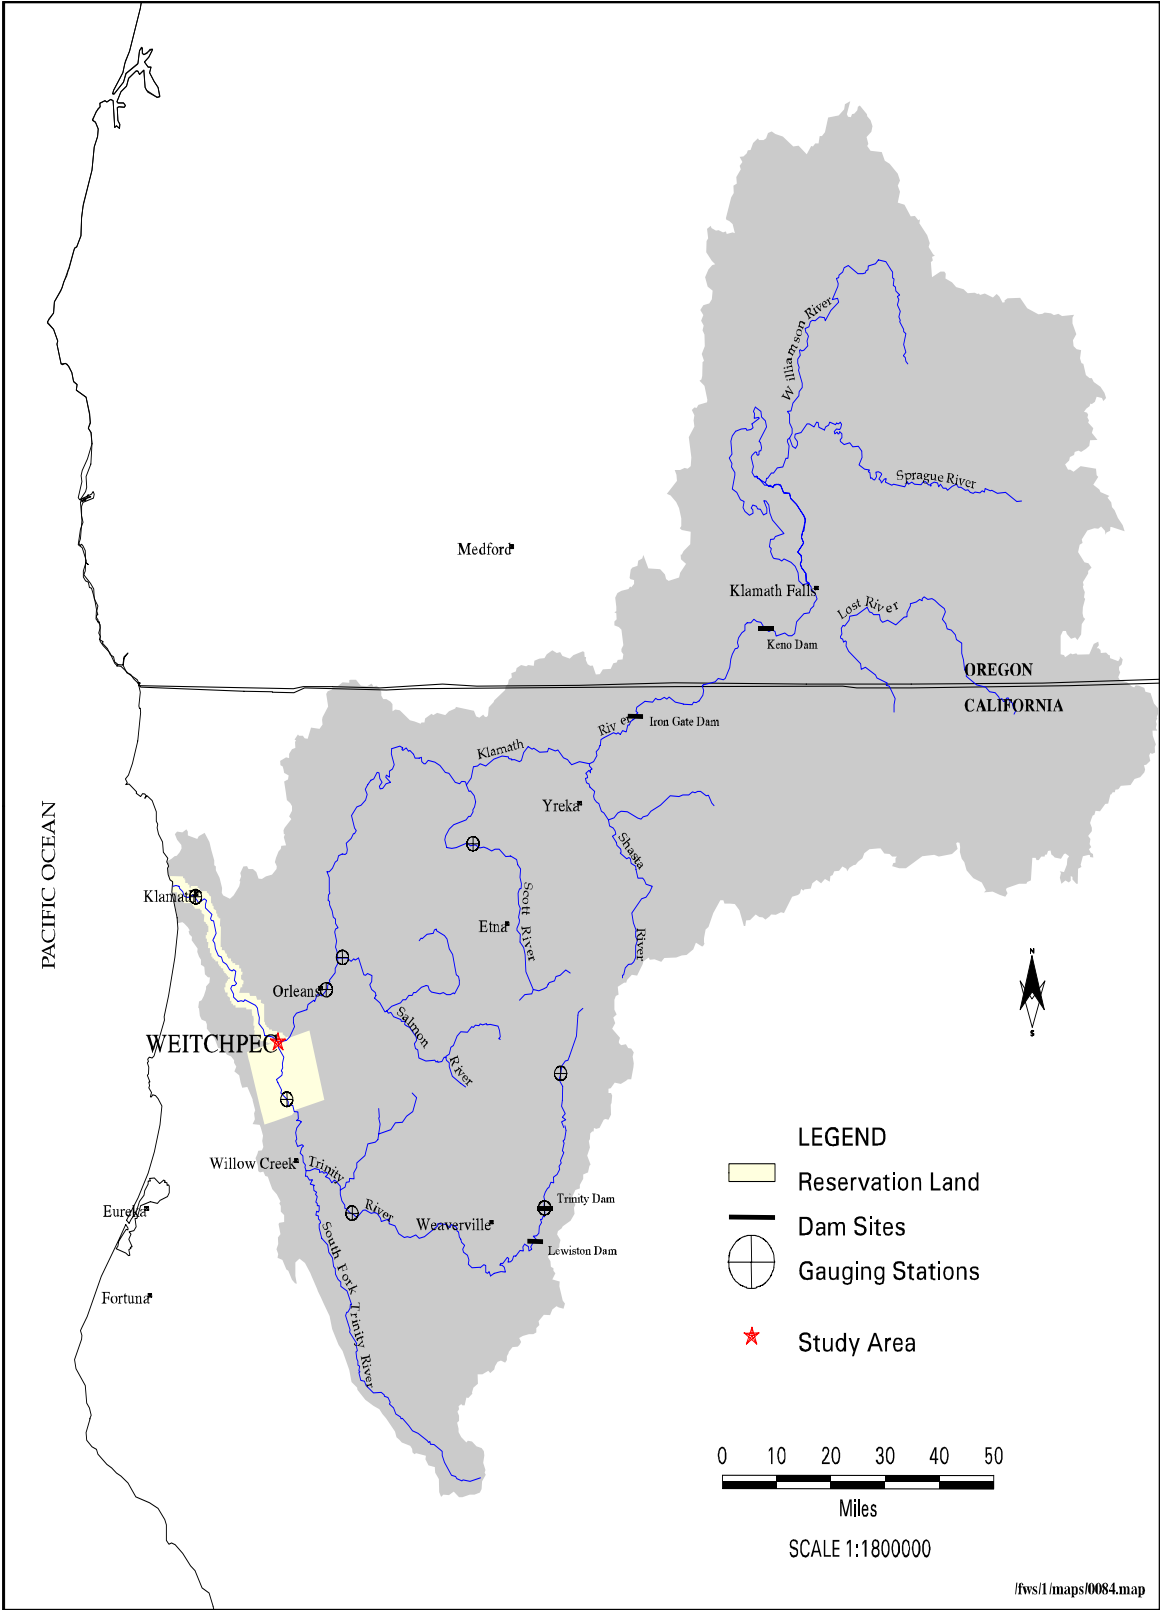 Williamson River
Sprague River
Medford
Klamath Falls
Lost River
Keno Dam
OREGON
CALIFORNIA
Iron Gate Dam
Klamath River
Yreka
PACIFIC OCEAN
Shasta River
Klamath
Scott River
Etna
Orleans
Salmon River
WEITCHPEC
Willow Creek
Trinity River
Trinity Dam
Eureka
Weaverville
Lewiston Dam
South Fork Trinity River
Fortuna
N
S
LEGEND
Reservation Land
Dam Sites
Gauging Stations
Study Area
0 10 20 30 40 50
Miles
SCALE 1:1800000
/fws/1/maps/0084.map